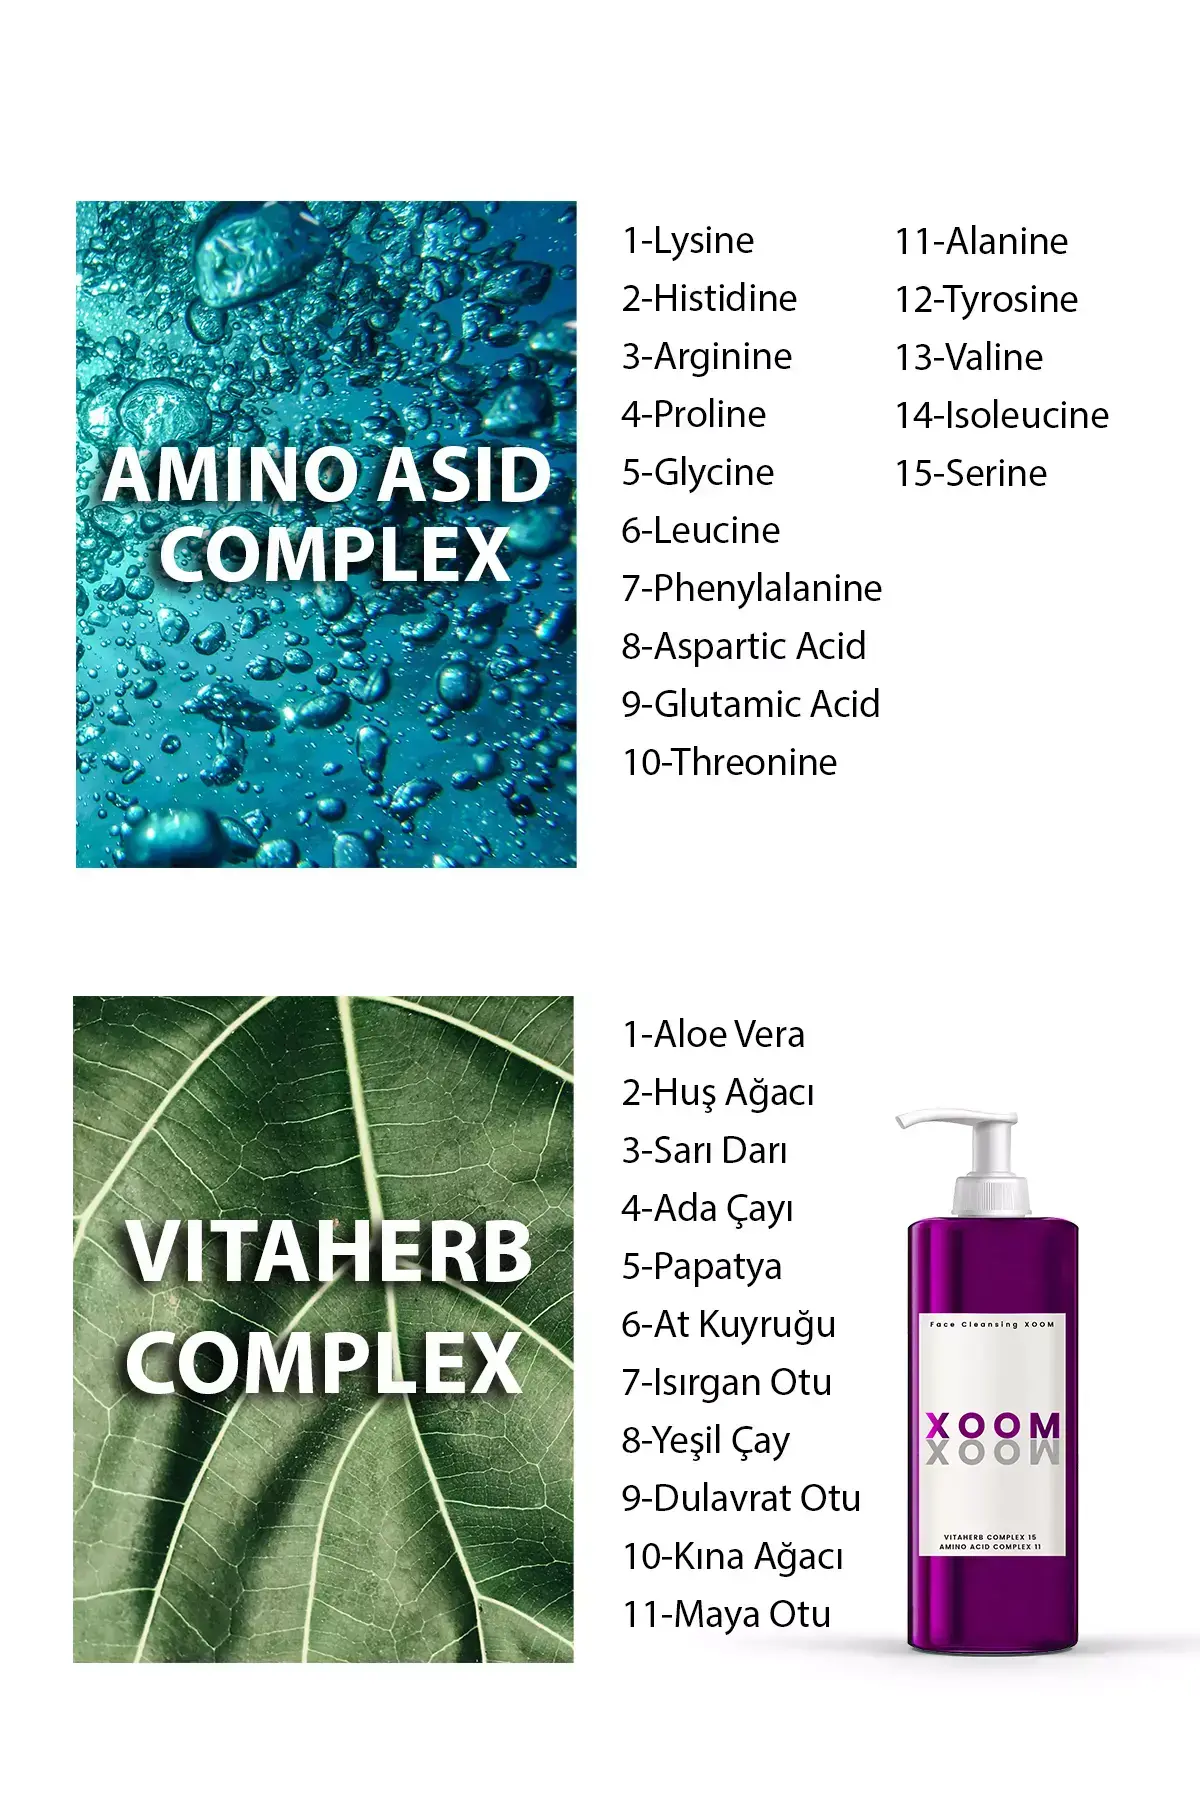 AMINO ASID
COMPLEX
1-Lysine
2-Histidine
3-Arginine
4-Proline
5-Glycine
6-Leucine
7-Phenylalanine
8-Aspartic Acid
9-Glutamic Acid
10-Threonine
11-Alanine
12-Tyrosine
13-Valine
14-Isoleucine
15-Serine
VITAHERB
COMPLEX
1-Aloe Vera
2-Huş Ağacı
3-Sarı Darı
4-Ada Çayı
5-Papatya
6-At Kuyruğu
7-Isırgan Otu
8-Yeşil Çay
9-Dulavrat Otu
10-Kına Ağacı
11-Maya Otu
Face Cleansing XOOM
XOOM
XOOM
VITAHERB COMPLEX 15
AMINO ACID COMPLEX 11